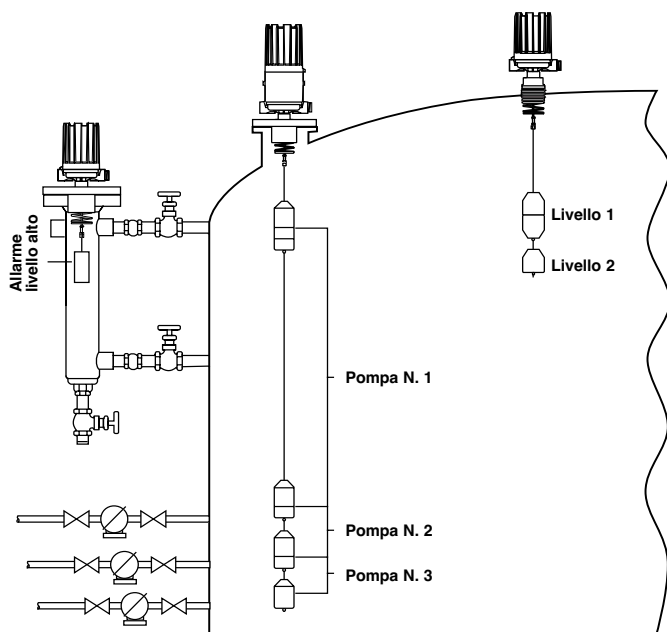 Allarme
livello alto
Livello 1
Livello 2
Pompa N. 1
Pompa N. 2
Pompa N. 3